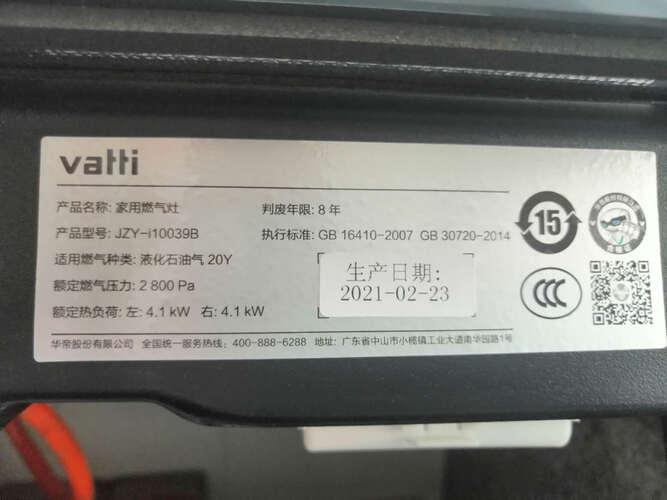 vatti
产品名称: 家用燃气灶
判废年限: 8 年
产品型号: JZY-i10039B
执行标准: GB 16410-2007 GB 30720-2014
适用燃气种类: 液化石油气 20Y
额定燃气压力: 2 800 Pa
额定热负荷: 左: 4.1 kW 右: 4.1 kW
生产日期:
2021-02-23
15
CCC
华帝股份有限公司 全国统一服务热线: 400-888-6288 地址: 广东省中山市小榄镇工业大道南华园路1号